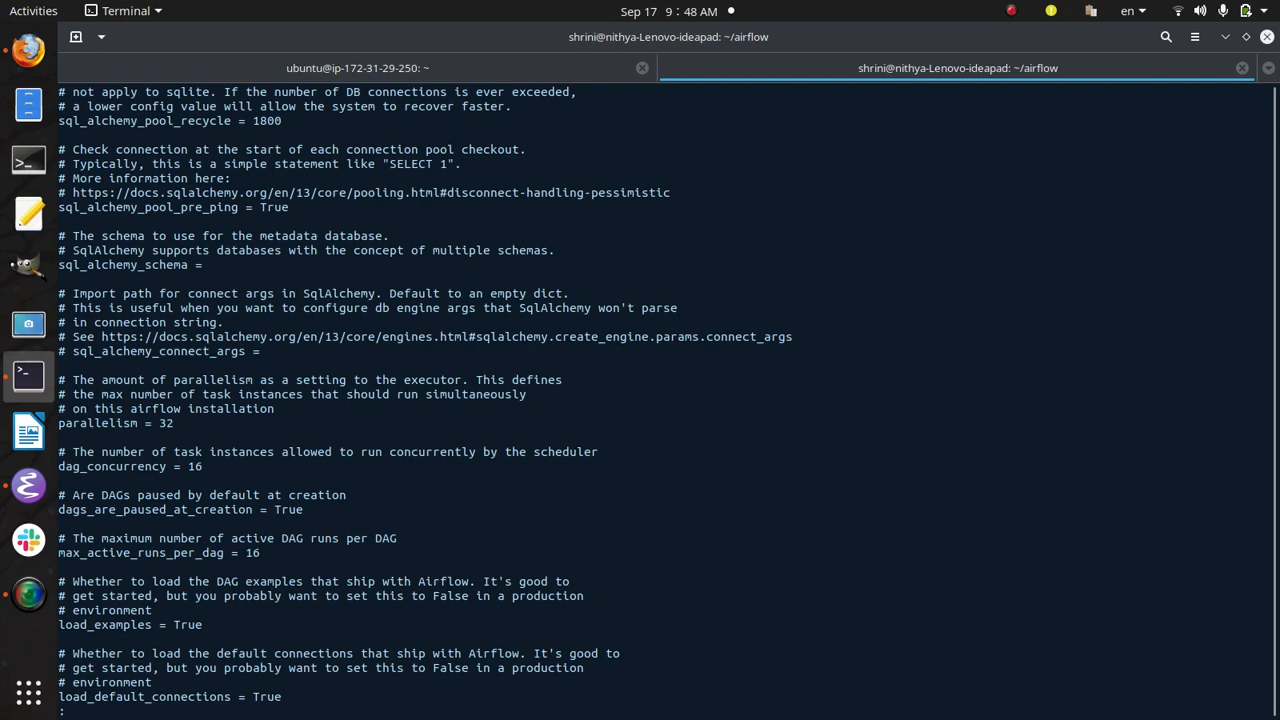 Activities
Terminal
Sep 17 9∶48 AM
en
shrini@nithya-Lenovo-ideapad: ~/airflow
ubuntu@ip-172-31-29-250: ~
shrini@nithya-Lenovo-ideapad: ~/airflow
# not apply to sqlite. If the number of DB connections is ever exceeded,
# a lower config value will allow the system to recover faster.
sql_alchemy_pool_recycle = 1800
# Check connection at the start of each connection pool checkout.
# Typically, this is a simple statement like "SELECT 1".
# More information here:
# https://docs.sqlalchemy.org/en/13/core/pooling.html#disconnect-handling-pessimistic
sql_alchemy_pool_pre_ping = True
# The schema to use for the metadata database.
# SqlAlchemy supports databases with the concept of multiple schemas.
sql_alchemy_schema =
# Import path for connect args in SqlAlchemy. Default to an empty dict.
# This is useful when you want to configure db engine args that SqlAlchemy won't parse
# in connection string.
# See https://docs.sqlalchemy.org/en/13/core/engines.html#sqlalchemy.create_engine.params.connect_args
# sql_alchemy_connect_args =
# The amount of parallelism as a setting to the executor. This defines
# the max number of task instances that should run simultaneously
# on this airflow installation
parallelism = 32
# The number of task instances allowed to run concurrently by the scheduler
dag_concurrency = 16
# Are DAGs paused by default at creation
dags_are_paused_at_creation = True
# The maximum number of active DAG runs per DAG
max_active_runs_per_dag = 16
# Whether to load the DAG examples that ship with Airflow. It's good to
# get started, but you probably want to set this to False in a production
# environment
load_examples = True
# Whether to load the default connections that ship with Airflow. It's good to
# get started, but you probably want to set this to False in a production
# environment
load_default_connections = True
: